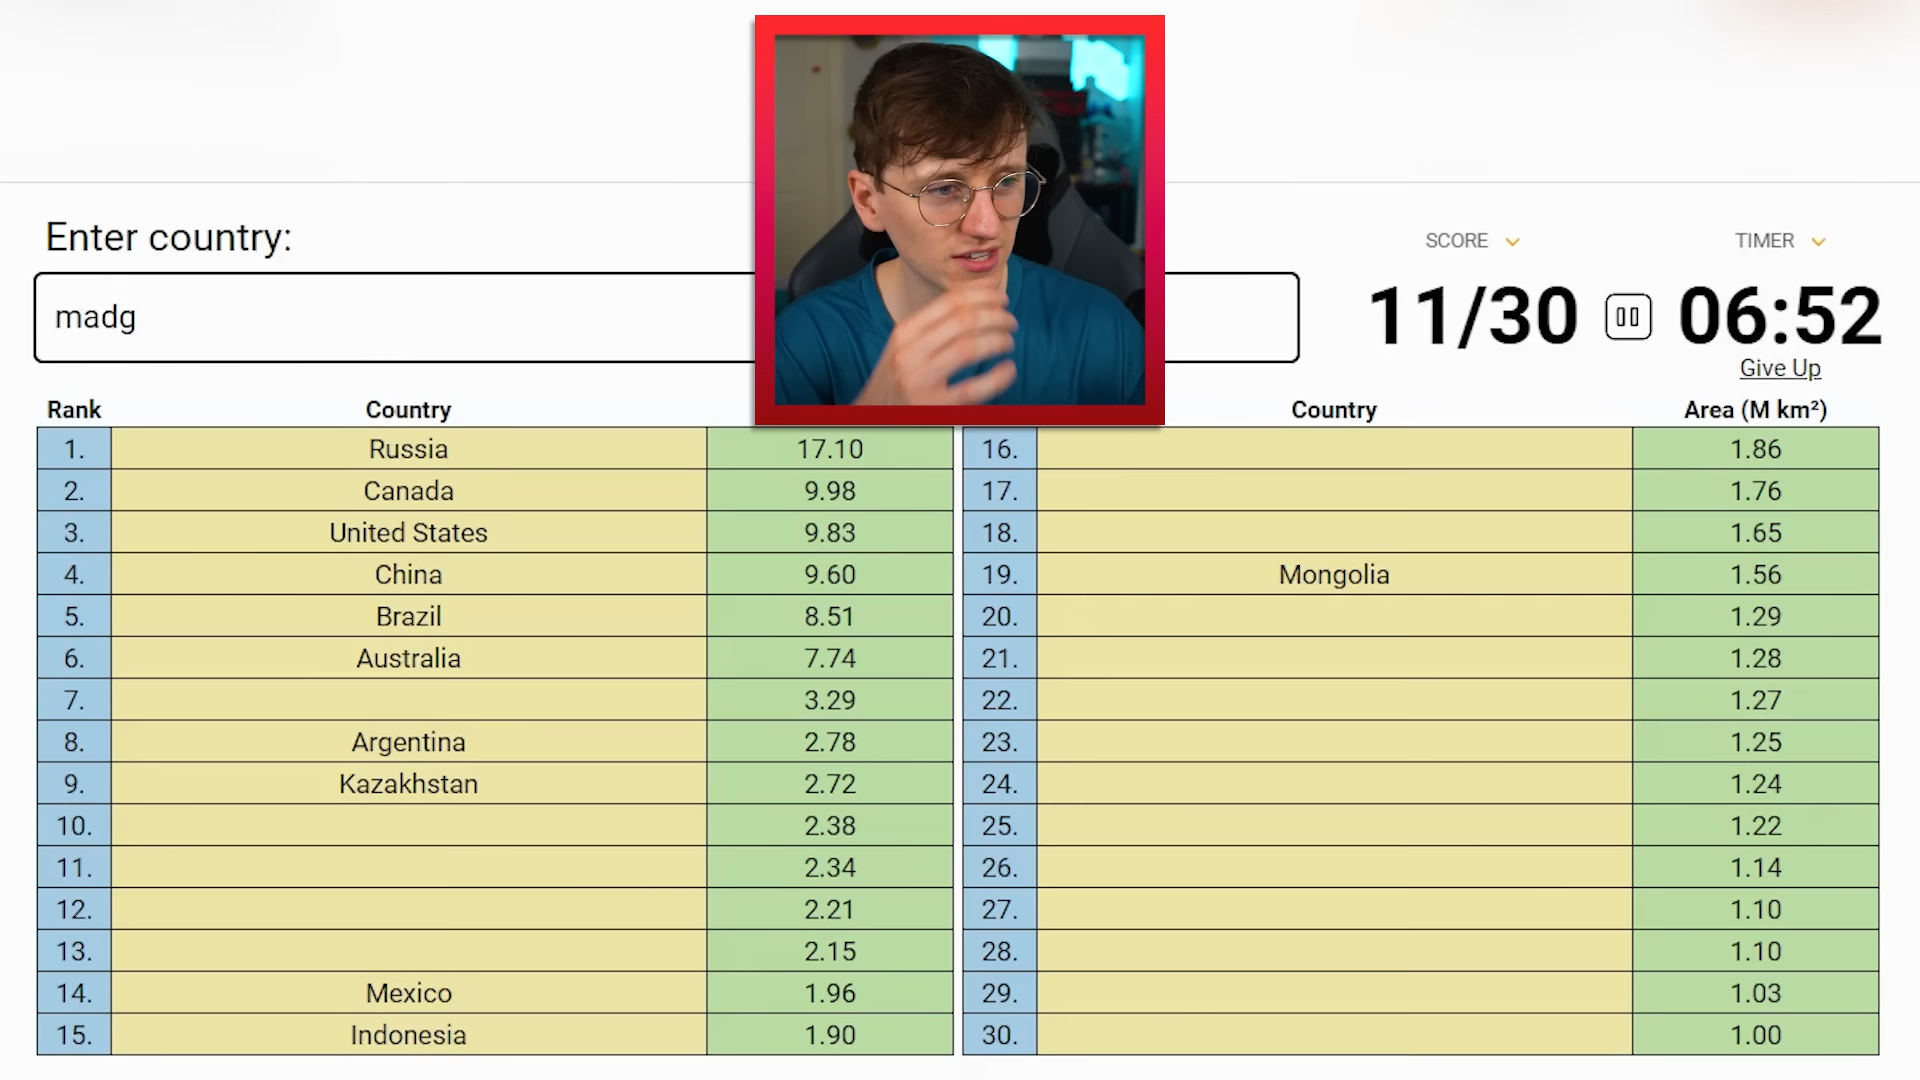 Enter country:
madg
SCORE
TIMER
11/30
06:52
Give Up
Rank Country
Country Area (M km²)
1. Russia 17.10
2. Canada 9.98
3. United States 9.83
4. China 9.60
5. Brazil 8.51
6. Australia 7.74
7. 3.29
8. Argentina 2.78
9. Kazakhstan 2.72
10. 2.38
11. 2.34
12. 2.21
13. 2.15
14. Mexico 1.96
15. Indonesia 1.90
16. 1.86
17. 1.76
18. 1.65
19. Mongolia 1.56
20. 1.29
21. 1.28
22. 1.27
23. 1.25
24. 1.24
25. 1.22
26. 1.14
27. 1.10
28. 1.10
29. 1.03
30. 1.00